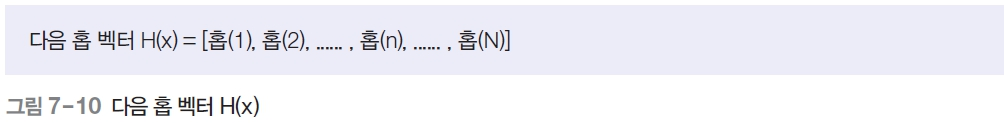 다음 홉 벡터 H(x) = [홉(1), 홉(2), ...... , 홉(n), ...... , 홉(N)]
그림 7-10 다음 홉 벡터 H(x)